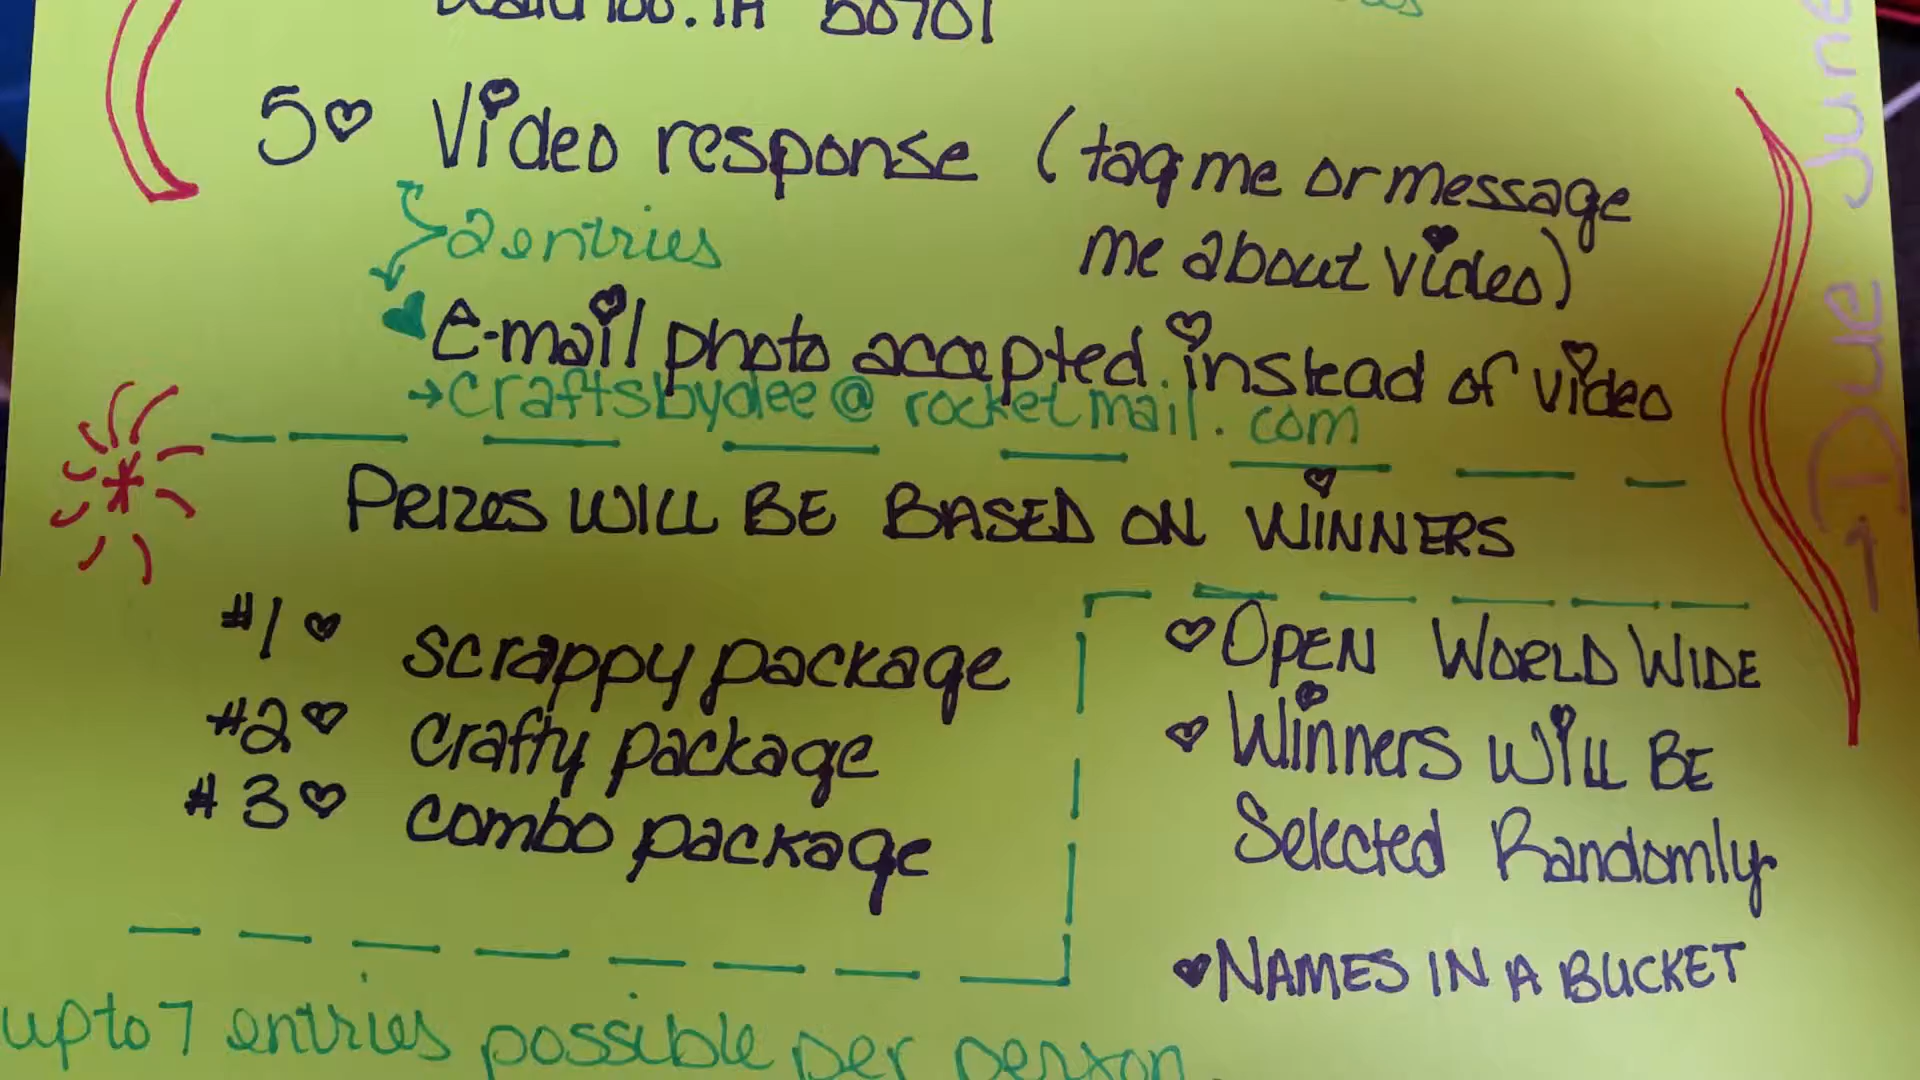 IA 50701
5♡ Video response (tag me or message
me about video)
2 entries
♥ e-mail photo accepted instead of video
→ craftsbydee@rocketmail.com
PRIZES WILL BE BASED ON WINNERS
#1♡ scrappy package
#2♡ crafty package
#3♡ combo package
♡ OPEN WORLD WIDE
♡ Winners WILL BE
Selected Randomly
♥ NAMES IN A BUCKET
up to 7 entries possible per person
Due June